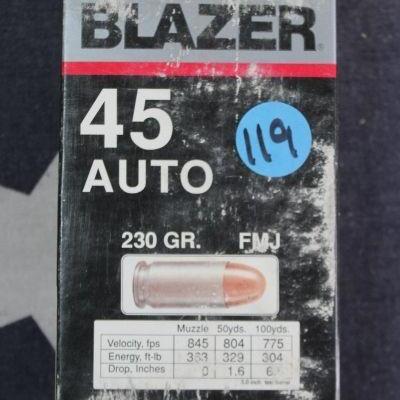 BLAZER®
45
119
AUTO
230 GR. FMJ
Muzzle 50yds. 100yds.
Velocity, fps 845 804 775
Energy, ft-lb 363 329 304
Drop, Inches 0 1.6